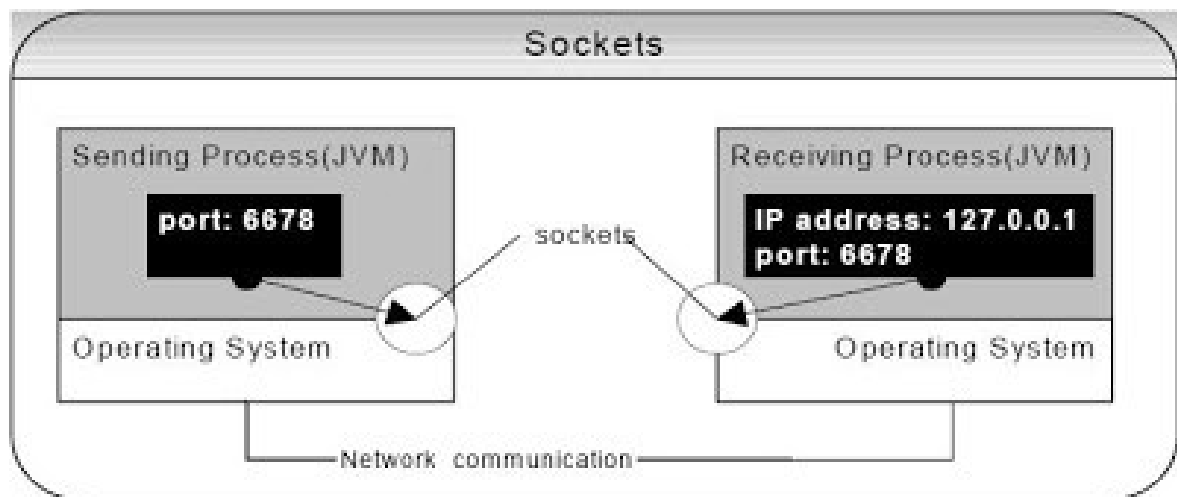 Sockets
Sending Process(JVM)
port: 6678
Operating System
sockets
Receiving Process(JVM)
IP address: 127.0.0.1
port: 6678
Operating System
Network communication